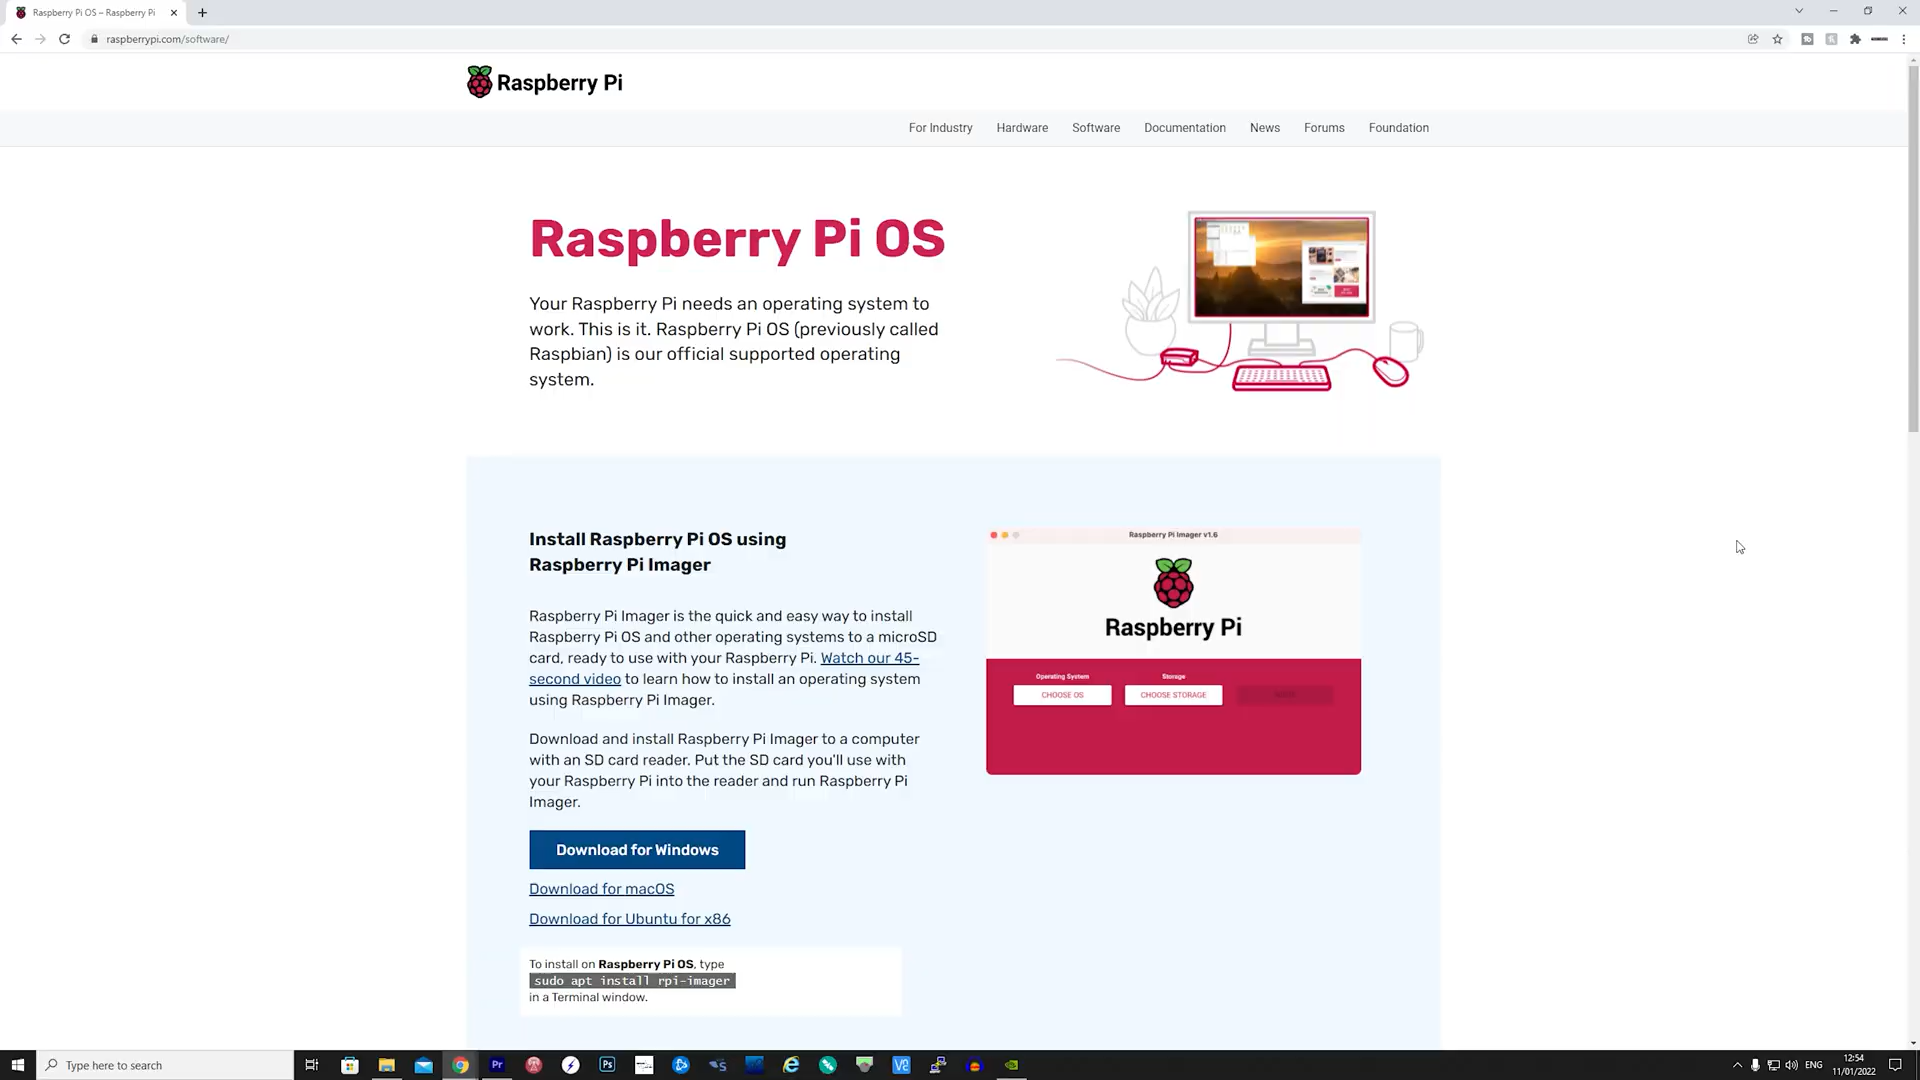 Raspberry Pi OS – Raspberry Pi
raspberrypi.com/software/
Raspberry Pi
For Industry Hardware Software Documentation News Forums Foundation
Raspberry Pi OS
Your Raspberry Pi needs an operating system to
work. This is it. Raspberry Pi OS (previously called
Raspbian) is our official supported operating
system.
Install Raspberry Pi OS using
Raspberry Pi Imager
Raspberry Pi Imager is the quick and easy way to install
Raspberry Pi OS and other operating systems to a microSD
card, ready to use with your Raspberry Pi. Watch our 45-
second video to learn how to install an operating system
using Raspberry Pi Imager.
Download and install Raspberry Pi Imager to a computer
with an SD card reader. Put the SD card you'll use with
your Raspberry Pi into the reader and run Raspberry Pi
Imager.
Download for Windows
Download for macOS
Download for Ubuntu for x86
To install on Raspberry Pi OS, type
sudo apt install rpi-imager
in a Terminal window.
Raspberry Pi Imager v1.6
Raspberry Pi
Operating System Storage
CHOOSE OS CHOOSE STORAGE
Type here to search
Pr
Ps
ENG
12:54
11/01/2022